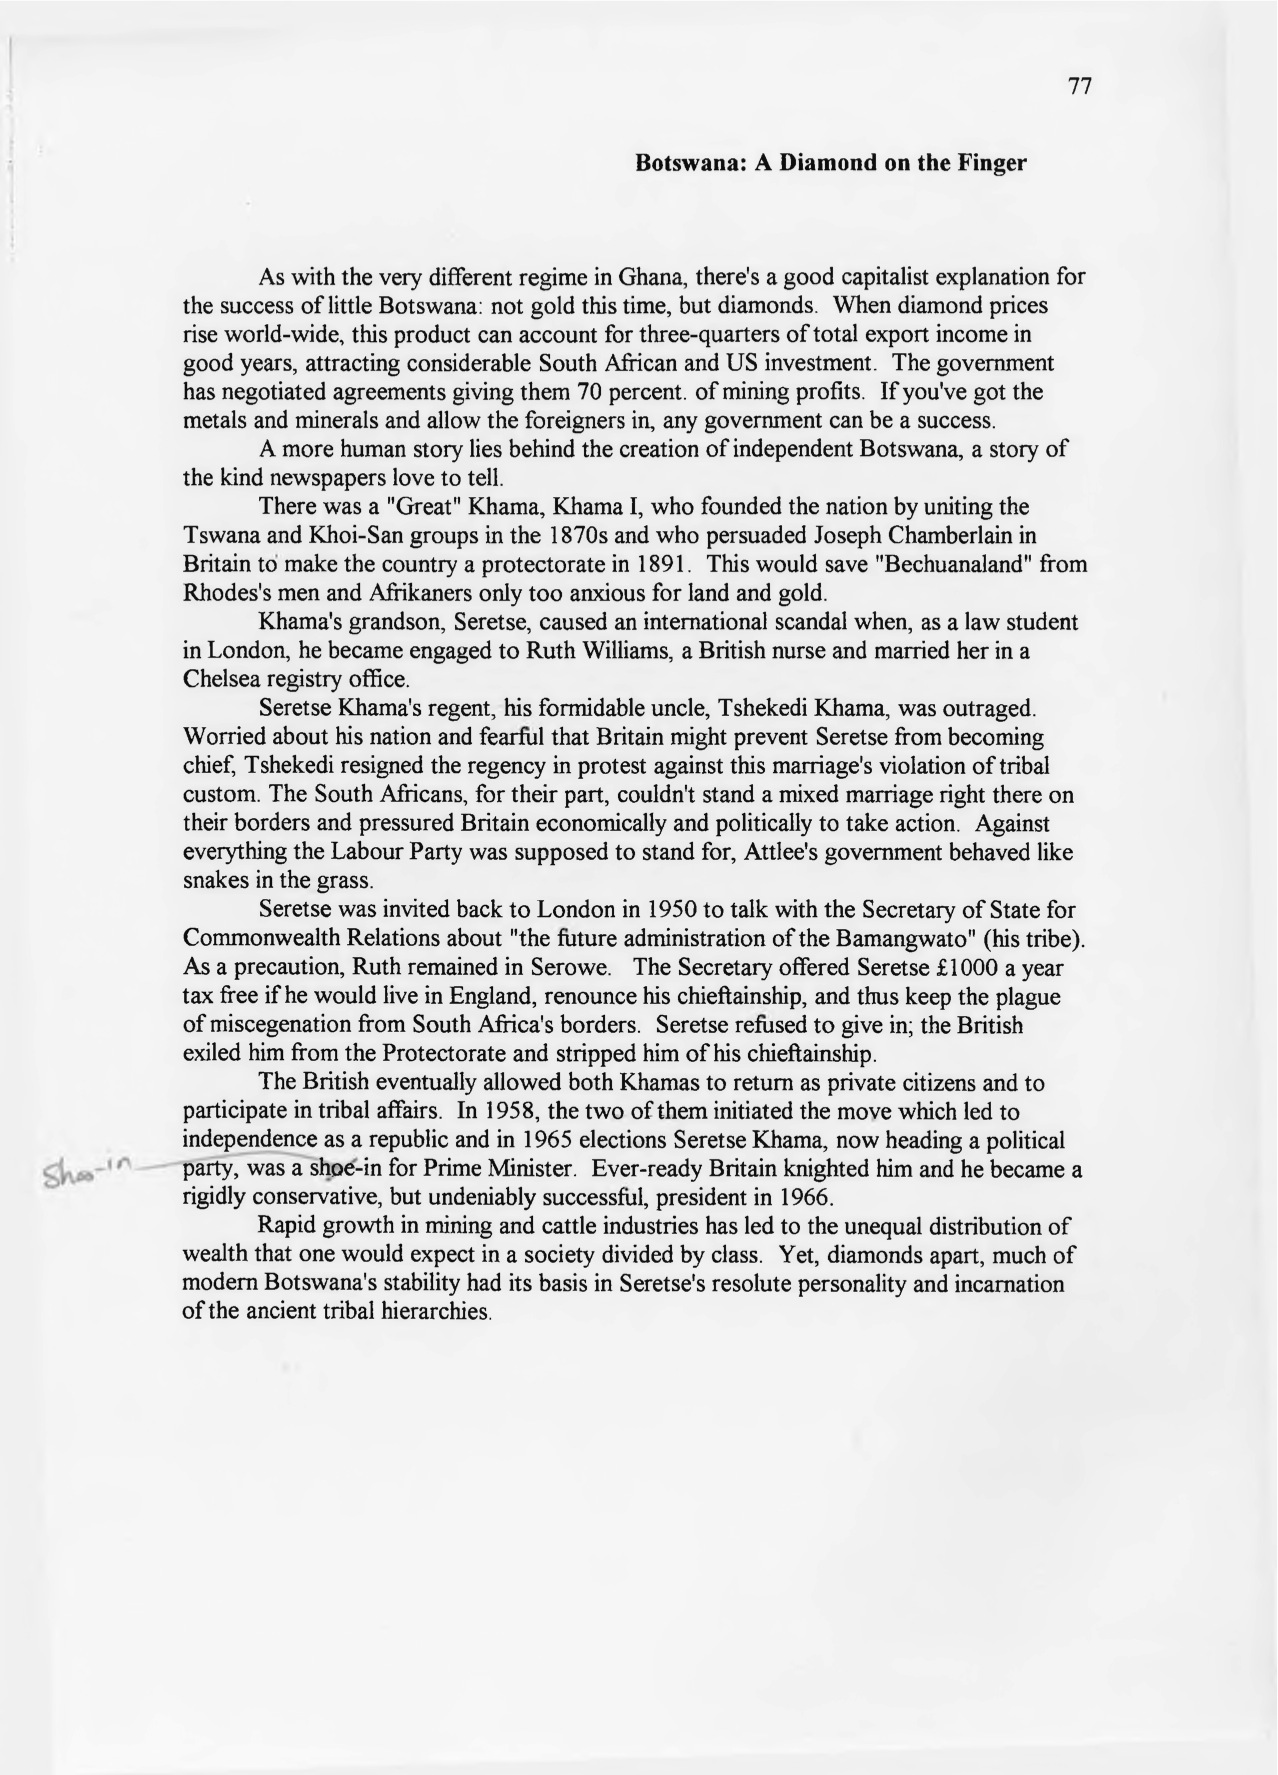 77
Botswana: A Diamond on the Finger
As with the very different regime in Ghana, there's a good capitalist explanation for
the success of little Botswana: not gold this time, but diamonds. When diamond prices
rise world-wide, this product can account for three-quarters of total export income in
good years, attracting considerable South African and US investment. The government
has negotiated agreements giving them 70 percent. of mining profits. If you've got the
metals and minerals and allow the foreigners in, any government can be a success.
A more human story lies behind the creation of independent Botswana, a story of
the kind newspapers love to tell.
There was a "Great" Khama, Khama I, who founded the nation by uniting the
Tswana and Khoi-San groups in the 1870s and who persuaded Joseph Chamberlain in
Britain to make the country a protectorate in 1891. This would save "Bechuanaland" from
Rhodes's men and Afrikaners only too anxious for land and gold.
Khama's grandson, Seretse, caused an international scandal when, as a law student
in London, he became engaged to Ruth Williams, a British nurse and married her in a
Chelsea registry office.
Seretse Khama's regent, his formidable uncle, Tshekedi Khama, was outraged.
Worried about his nation and fearful that Britain might prevent Seretse from becoming
chief, Tshekedi resigned the regency in protest against this marriage's violation of tribal
custom. The South Africans, for their part, couldn't stand a mixed marriage right there on
their borders and pressured Britain economically and politically to take action. Against
everything the Labour Party was supposed to stand for, Attlee's government behaved like
snakes in the grass.
Seretse was invited back to London in 1950 to talk with the Secretary of State for
Commonwealth Relations about "the future administration of the Bamangwato" (his tribe).
As a precaution, Ruth remained in Serowe. The Secretary offered Seretse £1000 a year
tax free if he would live in England, renounce his chieftainship, and thus keep the plague
of miscegenation from South Africa's borders. Seretse refused to give in; the British
exiled him from the Protectorate and stripped him of his chieftainship.
The British eventually allowed both Khamas to return as private citizens and to
participate in tribal affairs. In 1958, the two of them initiated the move which led to
independence as a republic and in 1965 elections Seretse Khama, now heading a political
Shoo-in
party, was a shoe-in for Prime Minister. Ever-ready Britain knighted him and he became a
rigidly conservative, but undeniably successful, president in 1966.
Rapid growth in mining and cattle industries has led to the unequal distribution of
wealth that one would expect in a society divided by class. Yet, diamonds apart, much of
modern Botswana's stability had its basis in Seretse's resolute personality and incarnation
of the ancient tribal hierarchies.